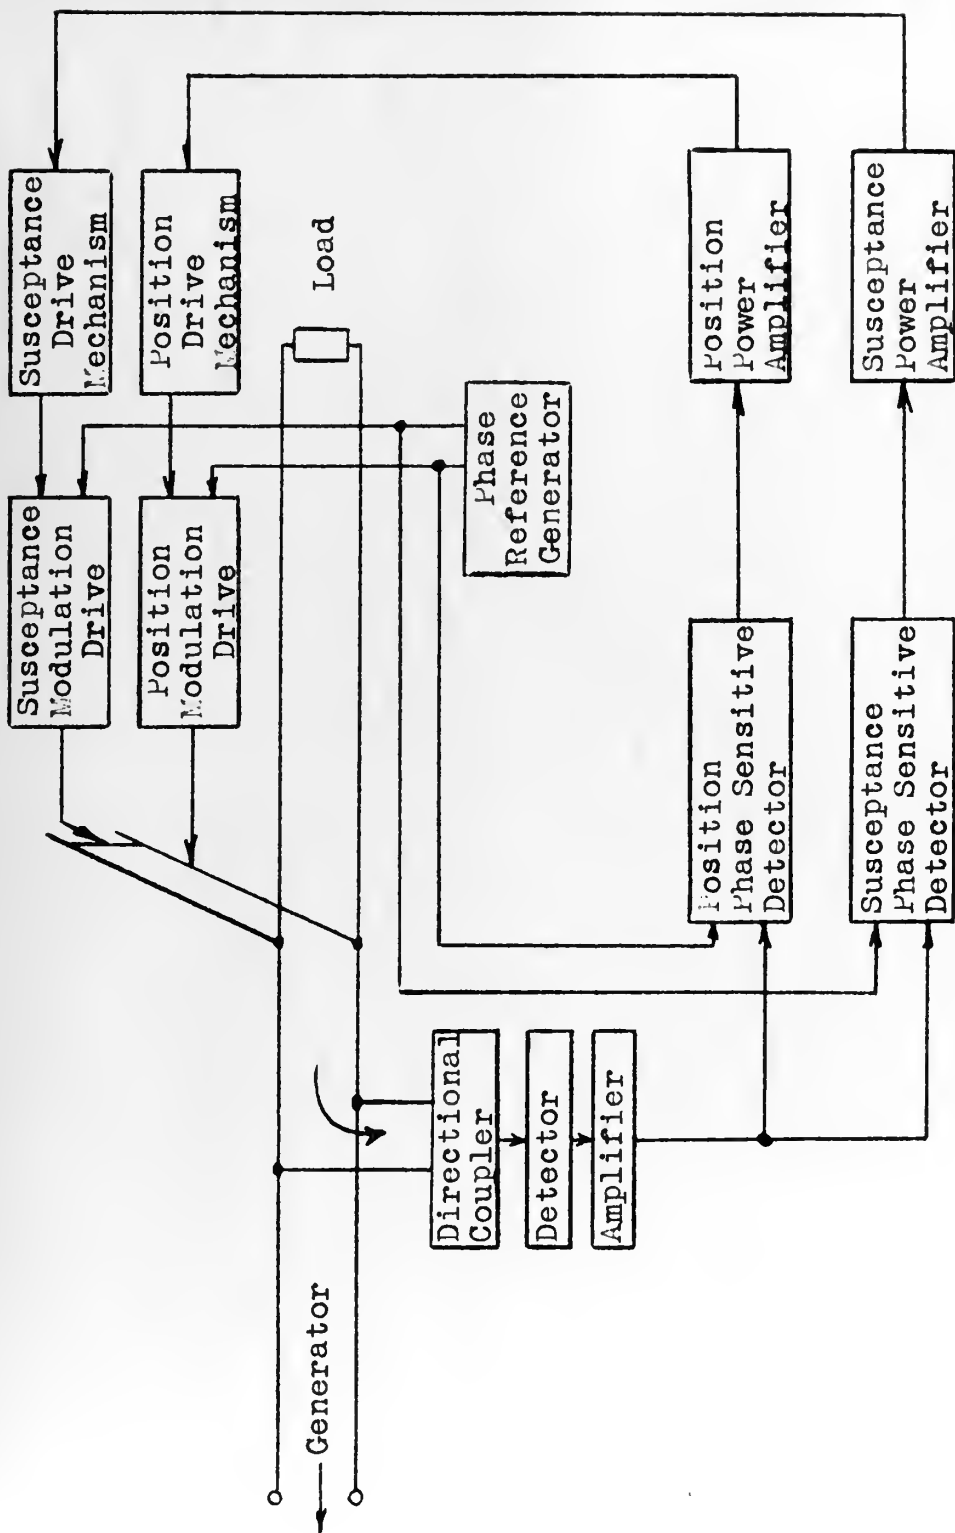 Susceptance
Drive
Mechanism
Position
Drive
Mechanism
Susceptance
Modulation
Drive
Position
Modulation
Drive
Load
Phase
Reference
Generator
Generator
Directional
Coupler
Detector
Amplifier
Position
Phase Sensitive
Detector
Susceptance
Phase Sensitive
Detector
Position
Power
Amplifier
Susceptance
Power
Amplifier